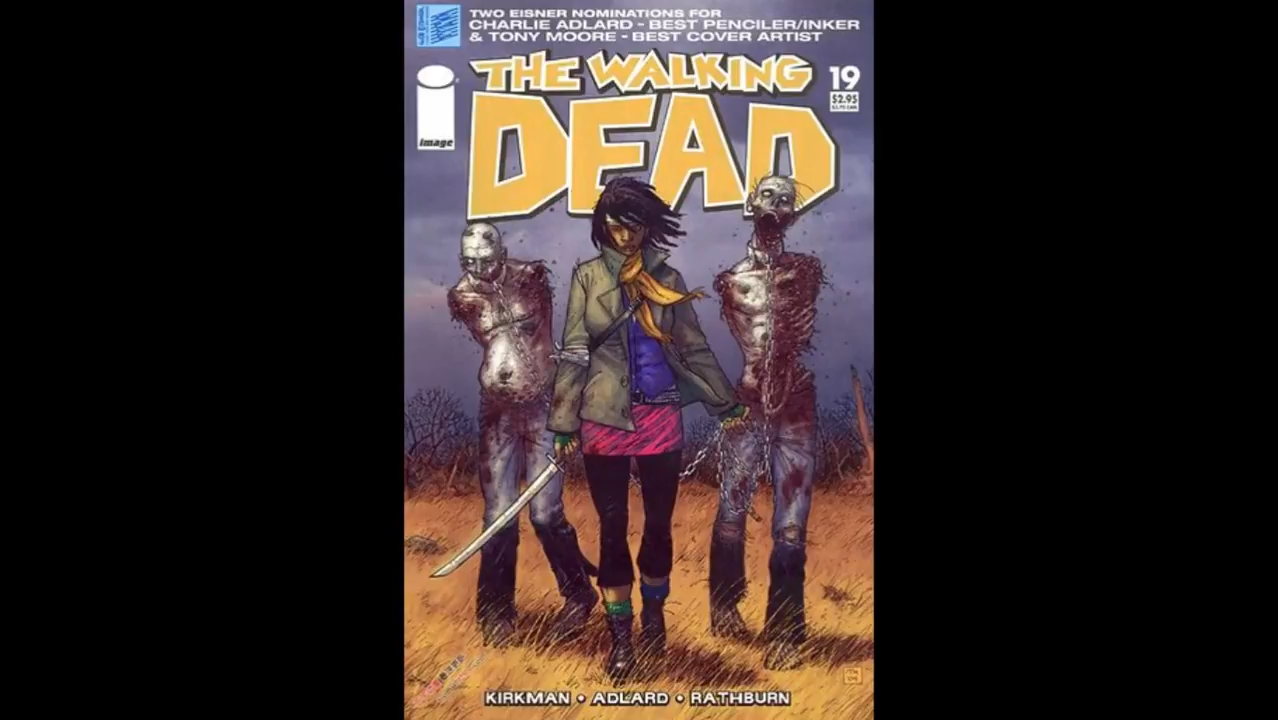 TWO EISNER NOMINATIONS FOR
CHARLIE ADLARD - BEST PENCILER/INKER
& TONY MOORE - BEST COVER ARTIST
THE WALKING
DEAD
19
$2.95
image
KIRKMAN • ADLARD • RATHBURN